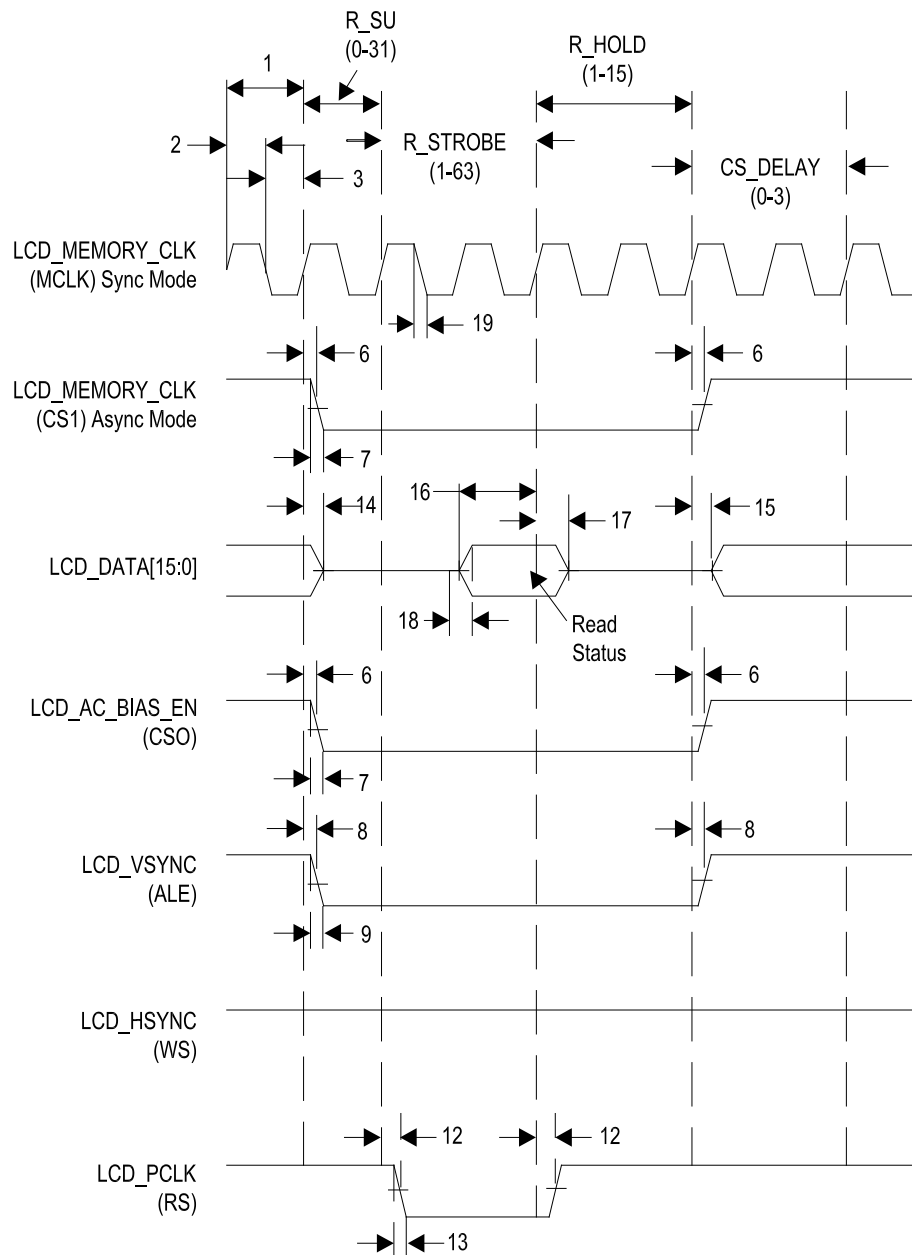 R_SU
(0-31)
R_HOLD
(1-15)
1
2
R_STROBE
(1-63)
3
CS_DELAY
(0-3)
LCD_MEMORY_CLK
(MCLK) Sync Mode
19
6
6
LCD_MEMORY_CLK
(CS1) Async Mode
7
14
16
17
15
LCD_DATA[15:0]
18
Read
Status
6
6
LCD_AC_BIAS_EN
(CSO)
7
8
8
LCD_VSYNC
(ALE)
9
LCD_HSYNC
(WS)
12
12
LCD_PCLK
(RS)
13